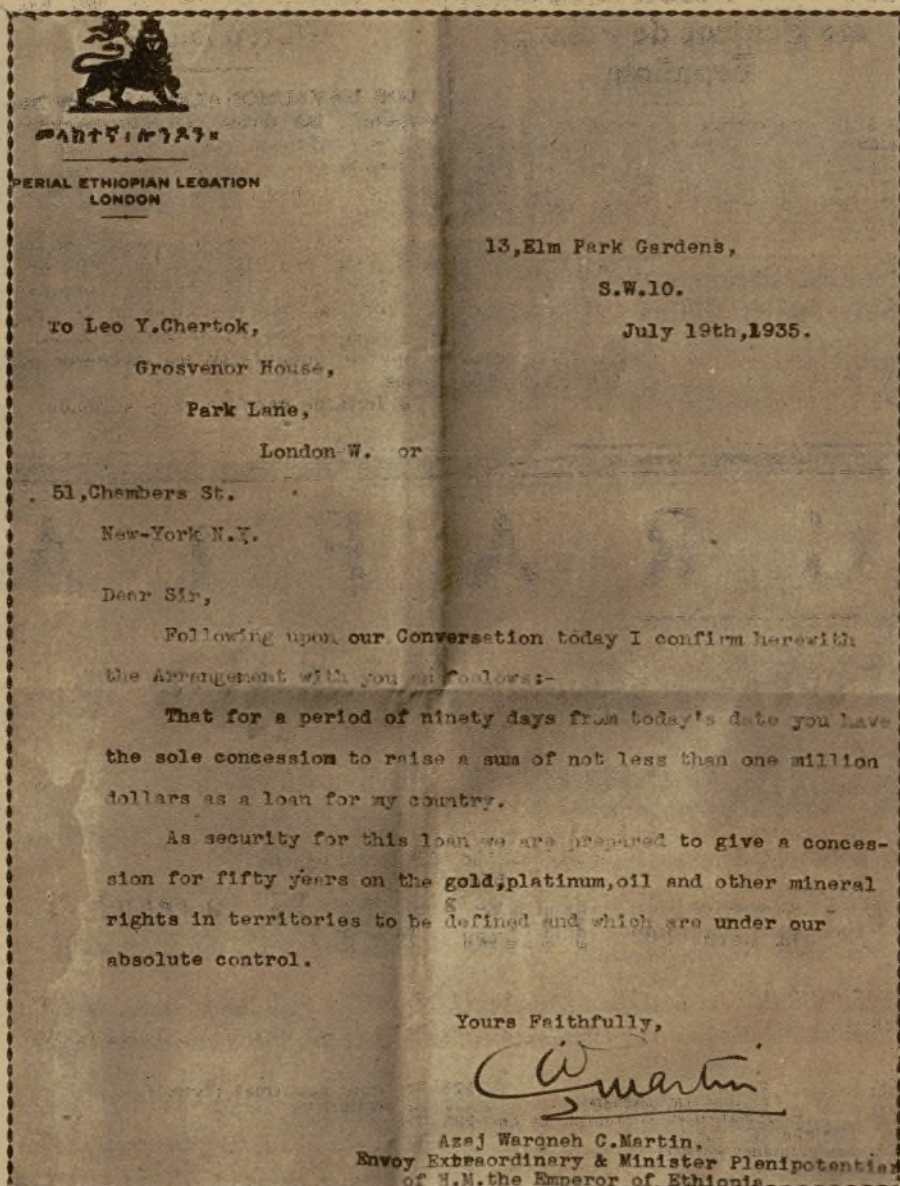 መላክተኛ፡ሎንዶን።
PERIAL ETHIOPIAN LEGATION
LONDON
13,Elm Park Gardens,
S.W.10.
July 19th,1935.
To Leo Y.Chertok,
Grosvenor House,
Park Lane,
London W. or
51,Chambers St.
New-York N.Y.
Dear Sir,
Following upon our Conversation today I confirm herewith
the Arrangement with you as foolows:-
That for a period of ninety days from today's date you have
the sole concession to raise a sum of not less than one million
dollars as a loan for my country.
As security for this loan we are prepared to give a conces-
sion for fifty years on the gold,platinum,oil and other mineral
rights in territories to be defined and which are under our
absolute control.
Yours Faithfully,
CWMartin
Azaj Warqneh C.Martin,
Envoy Extraordinary & Minister Plenipotentiar
of H.M.the Emperor of Ethiopia